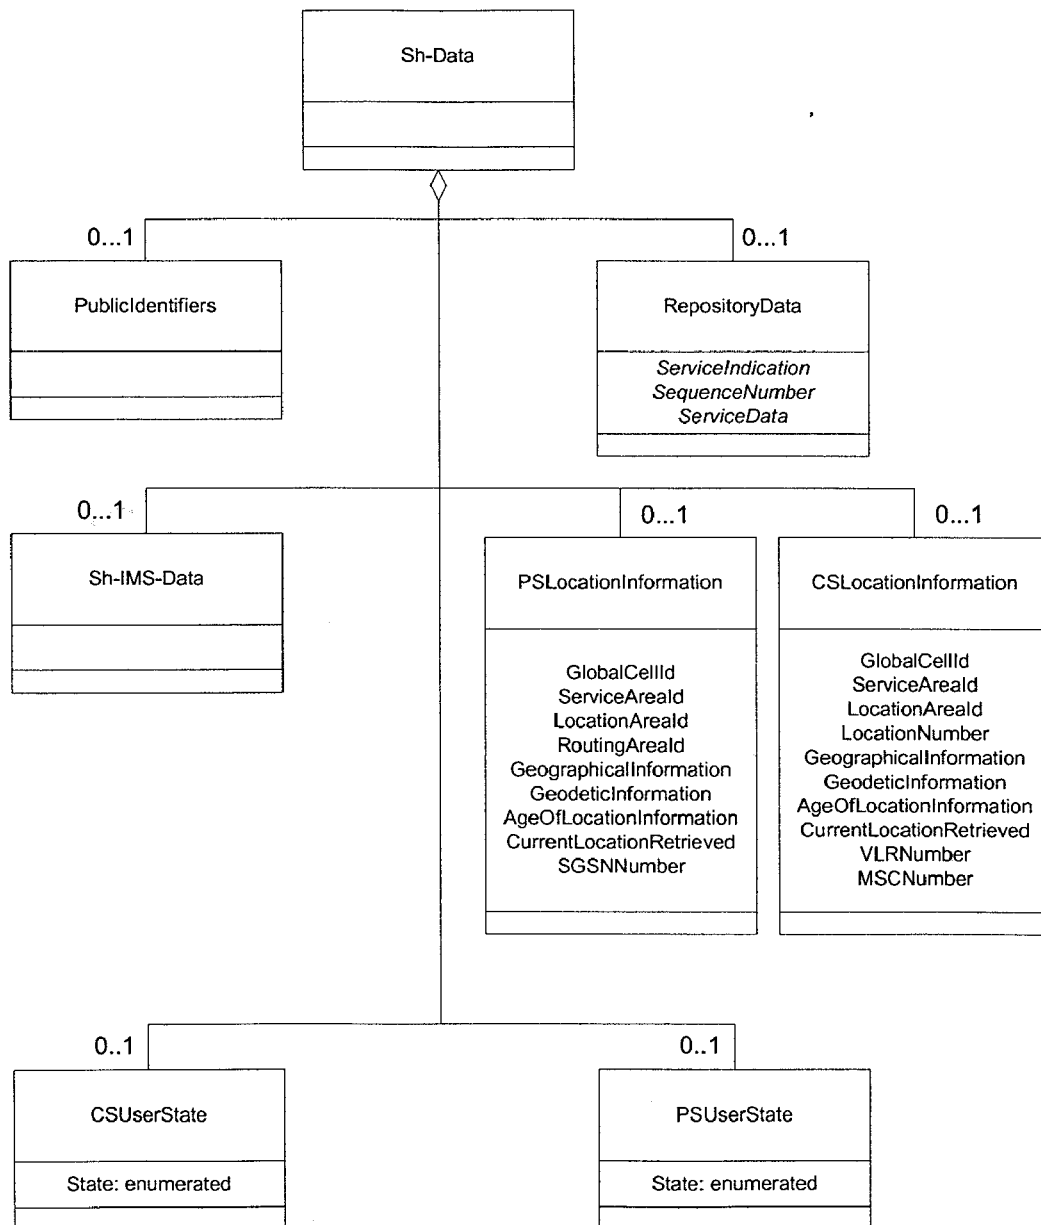 Sh-Data
0...1
0...1
PublicIdentifiers
RepositoryData
ServiceIndication
SequenceNumber
ServiceData
0...1
0...1
0...1
Sh-IMS-Data
PSLocationInformation
GlobalCellId
ServiceAreaId
LocationAreaId
RoutingAreaId
GeographicalInformation
GeodeticInformation
AgeOfLocationInformation
CurrentLocationRetrieved
SGSNNumber
CSLocationInformation
GlobalCellId
ServiceAreaId
LocationAreaId
LocationNumber
GeographicalInformation
GeodeticInformation
AgeOfLocationInformation
CurrentLocationRetrieved
VLRNumber
MSCNumber
0..1
0..1
CSUserState
State: enumerated
PSUserState
State: enumerated